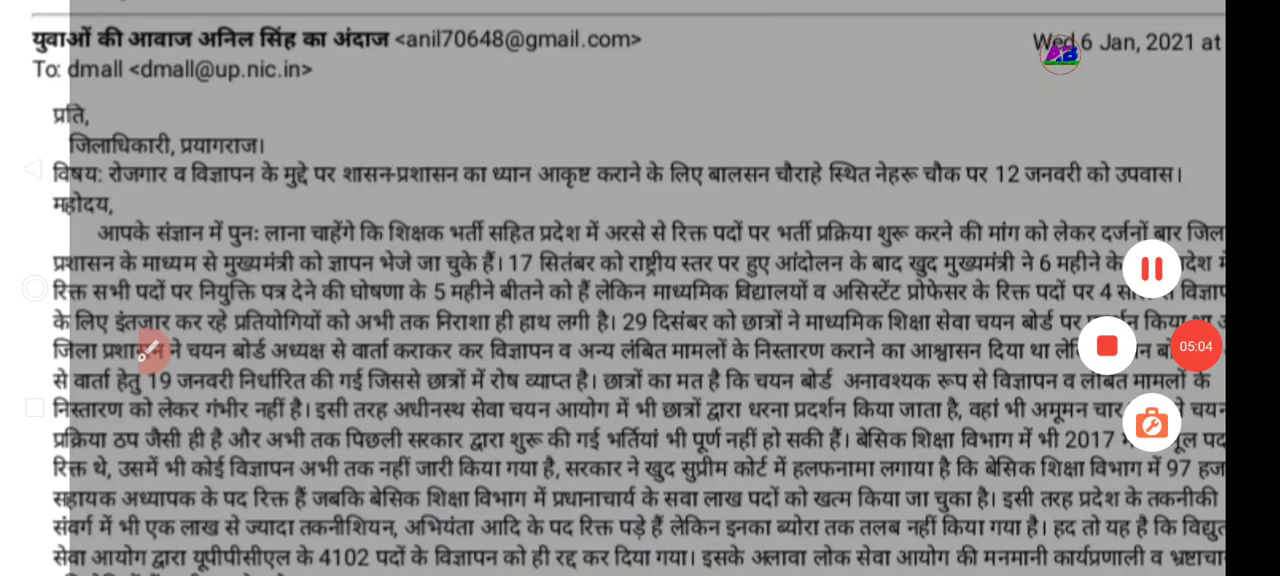 युवाओं की आवाज अनिल सिंह का अंदाज <anil70648@gmail.com>
Wed 6 Jan, 2021 at
To: dmall <dmall@up.nic.in>
प्रति,
जिलाधिकारी, प्रयागराज।
विषय: रोजगार व विज्ञापन के मुद्दे पर शासन-प्रशासन का ध्यान आकृष्ट कराने के लिए बालसन चौराहे स्थित नेहरू चौक पर 12 जनवरी को उपवास।
महोदय,
आपके संज्ञान में पुन: लाना चाहेंगे कि शिक्षक भर्ती सहित प्रदेश में अरसे से रिक्त पदों पर भर्ती प्रक्रिया शुरू करने की मांग को लेकर दर्जनों बार
प्रशासन के माध्यम से मुख्यमंत्री को ज्ञापन भेजे जा चुके हैं। 17 सितंबर को राष्ट्रीय स्तर पर हुए आंदोलन के बाद खुद मुख्यमंत्री ने 6 महीने के
रिक्त सभी पदों पर नियुक्ति पत्र देने की घोषणा के 5 महीने बीतने को हैं लेकिन माध्यमिक विद्यालयों व असिस्टेंट प्रोफेसर के रिक्त पदों पर 4
के लिए इंतजार कर रहे प्रतियोगियों को अभी तक निराशा ही हाथ लगी है। 29 दिसंबर को छात्रों ने माध्यमिक शिक्षा सेवा चयन बोर्ड पर किया
जिला ने चयन बोर्ड अध्यक्ष से वार्ता कराकर कर विज्ञापन व अन्य लंबित मामलों के निस्तारण कराने का आश्वासन दिया था
05:04
से वार्ता हेतु 19 जनवरी निर्धारित की गई जिससे छात्रों में रोष व्याप्त है। छात्रों का मत है कि चयन बोर्ड अनावश्यक रूप से विज्ञापन व लंबित मामलों के
निस्तारण को लेकर गंभीर नहीं है। इसी तरह अधीनस्थ सेवा चयन आयोग में भी छात्रों द्वारा धरना प्रदर्शन किया जाता है, वहां भी अमूमन चार
प्रक्रिया ठप जैसी ही है और अभी तक पिछली सरकार द्वारा शुरू की गई भर्तियां भी पूर्ण नहीं हो सकी हैं। बेसिक शिक्षा विभाग में भी 2017 पद
रिक्त थे, उसमें भी कोई विज्ञापन अभी तक नहीं जारी किया गया है, सरकार ने खुद सुप्रीम कोर्ट में हलफनामा लगाया है कि बेसिक शिक्षा विभाग में 97
सहायक अध्यापक के पद रिक्त हैं जबकि बेसिक शिक्षा विभाग में प्रधानाचार्य के सवा लाख पदों को खत्म किया जा चुका है। इसी तरह प्रदेश के तकनीकी
संवर्ग में भी एक लाख से ज्यादा तकनीशियन, अभियंता आदि के पद रिक्त पड़े हैं लेकिन इनका ब्योरा तक तलब नहीं किया गया है। हद तो यह है कि
सेवा आयोग द्वारा यूपीपीसीएल के 4102 पदों के विज्ञापन को ही रद्द कर दिया गया। इसके अलावा लोक सेवा आयोग की मनमानी कार्यप्रणाली व